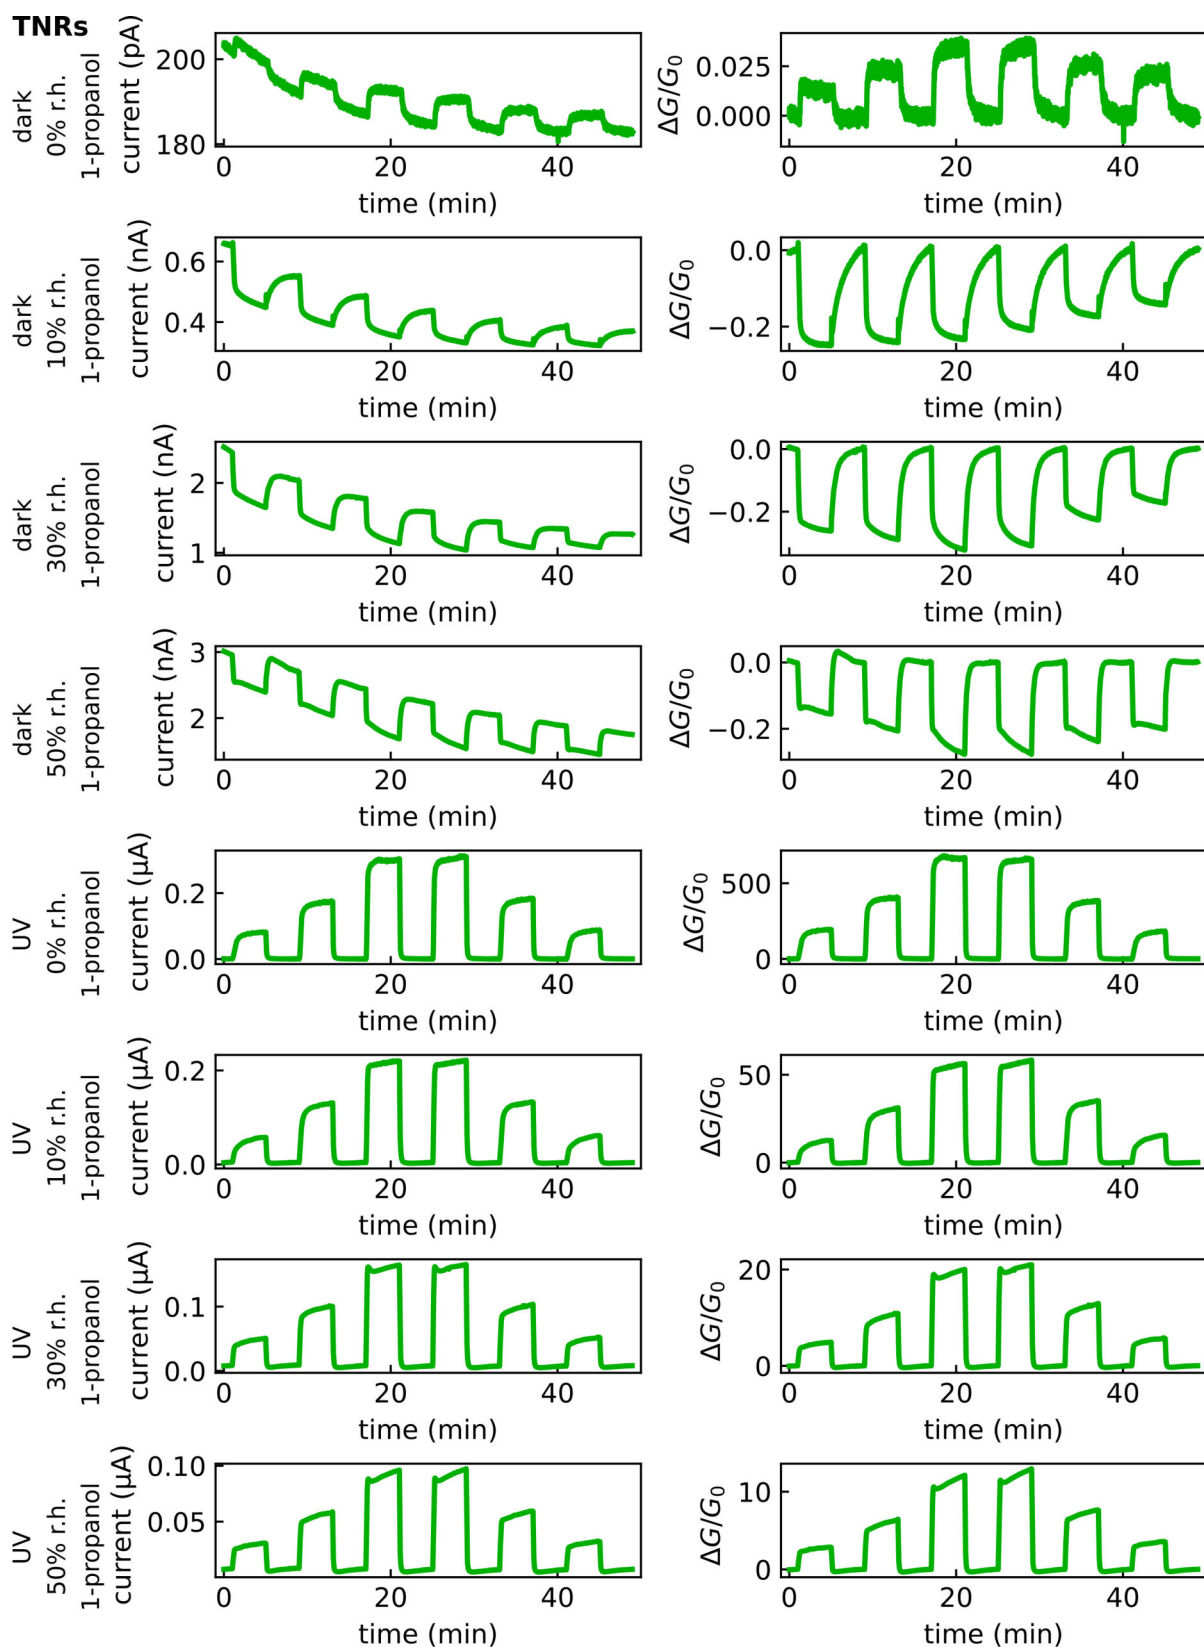 TNRs
dark
0% r.h.
1-propanol
current (pA)
200
180
0 20 40
time (min)
ΔG/G₀
0.025
0.000
0 20 40
time (min)
dark
10% r.h.
1-propanol
current (nA)
0.6
0.4
0 20 40
time (min)
ΔG/G₀
0.0
−0.2
0 20 40
time (min)
dark
30% r.h.
1-propanol
current (nA)
2
1
0 20 40
time (min)
ΔG/G₀
0.0
−0.2
0 20 40
time (min)
dark
50% r.h.
1-propanol
current (nA)
3
2
0 20 40
time (min)
ΔG/G₀
0.0
−0.2
0 20 40
time (min)
UV
0% r.h.
1-propanol
current (μA)
0.2
0.0
0 20 40
time (min)
ΔG/G₀
500
0
0 20 40
time (min)
UV
10% r.h.
1-propanol
current (μA)
0.2
0.0
0 20 40
time (min)
ΔG/G₀
50
0
0 20 40
time (min)
UV
30% r.h.
1-propanol
current (μA)
0.1
0.0
0 20 40
time (min)
ΔG/G₀
20
0
0 20 40
time (min)
UV
50% r.h.
1-propanol
current (μA)
0.10
0.05
0 20 40
time (min)
ΔG/G₀
10
0
0 20 40
time (min)